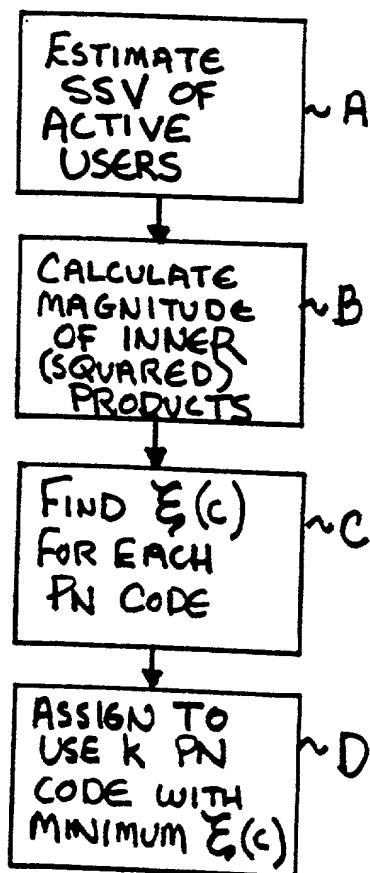 ESTIMATE
SSV OF
ACTIVE
USERS
~ A
CALCULATE
MAGNITUDE
OF INNER
(SQUARED)
PRODUCTS
~ B
FIND ξ(c)
FOR EACH
PN CODE
~ C
ASSIGN TO
USE K PN
CODE WITH
MINIMUM ξ(c)
~ D